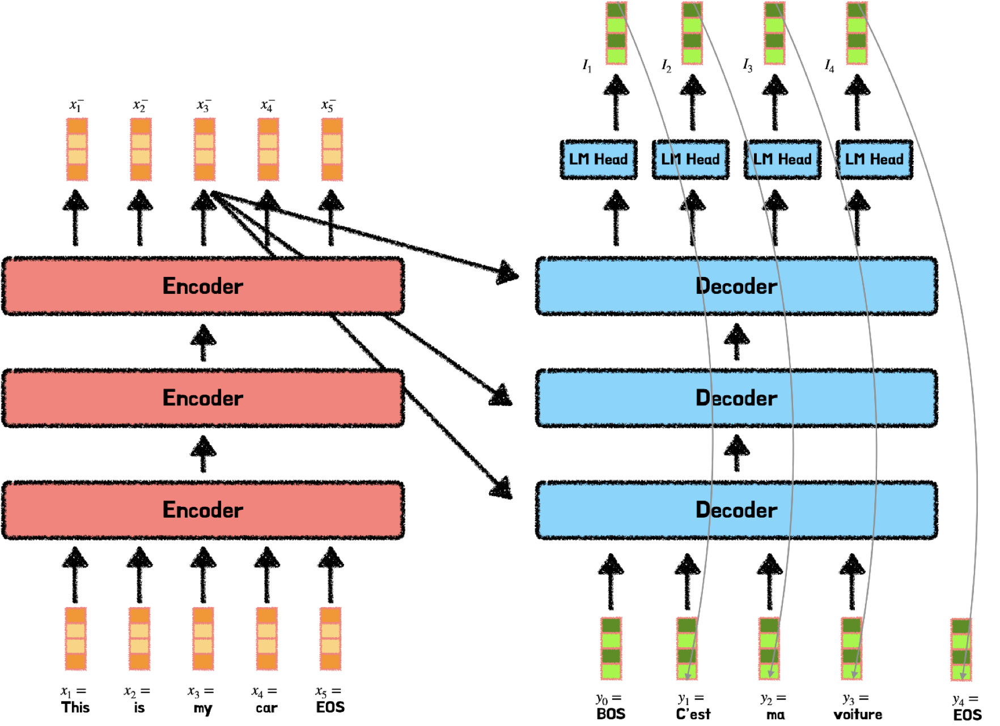 I₁ I₂ I₃ I₄
x₁⁻ x₂⁻ x₃⁻ x₄⁻ x₅⁻
LM Head LM Head LM Head LM Head
Encoder
Decoder
Encoder
Decoder
Encoder
Decoder
x₁ = x₂ = x₃ = x₄ = x₅ =
This is my car EOS
y₀ = y₁ = y₂ = y₃ = y₄ =
BOS C'est ma voiture EOS